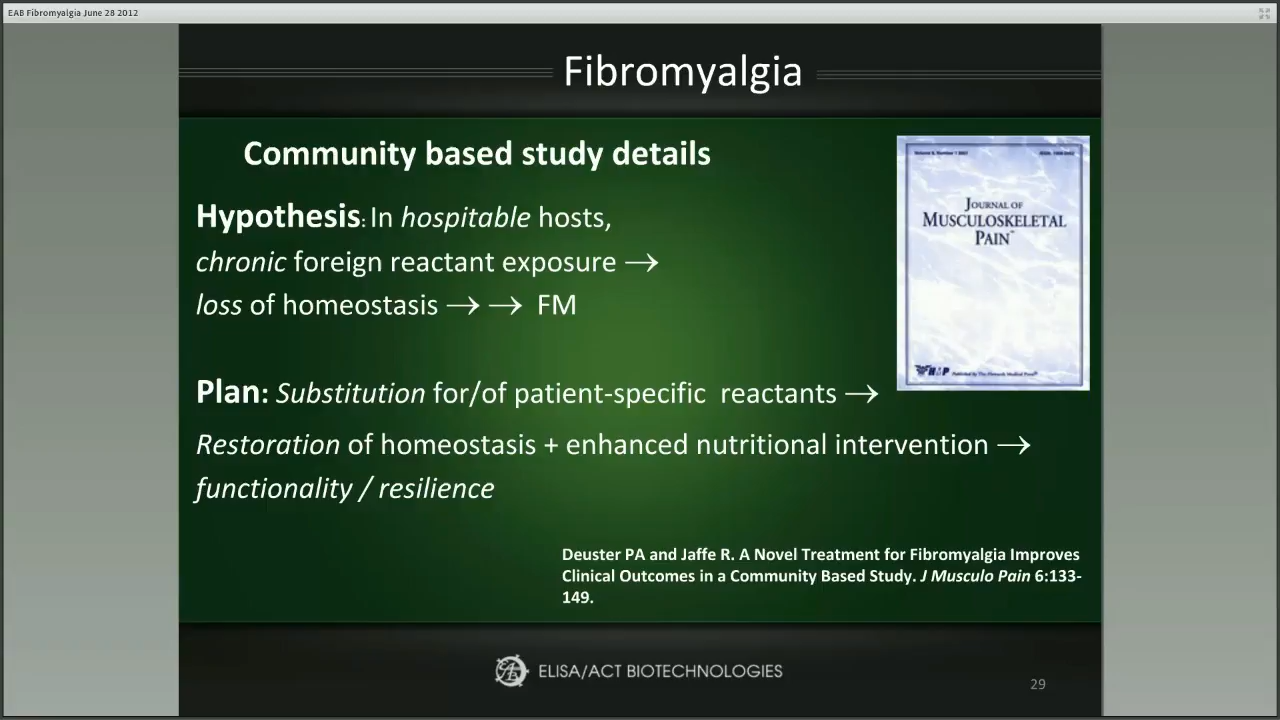 EAB Fibromyalgia June 28 2012
Fibromyalgia
Community based study details
Hypothesis: In hospitable hosts,
chronic foreign reactant exposure →
loss of homeostasis → → FM
Plan: Substitution for/of patient-specific reactants →
Restoration of homeostasis + enhanced nutritional intervention →
functionality / resilience
JOURNAL OF
MUSCULOSKELETAL
PAIN
Deuster PA and Jaffe R. A Novel Treatment for Fibromyalgia Improves
Clinical Outcomes in a Community Based Study. J Musculo Pain 6:133-
149.
ELISA/ACT BIOTECHNOLOGIES
29